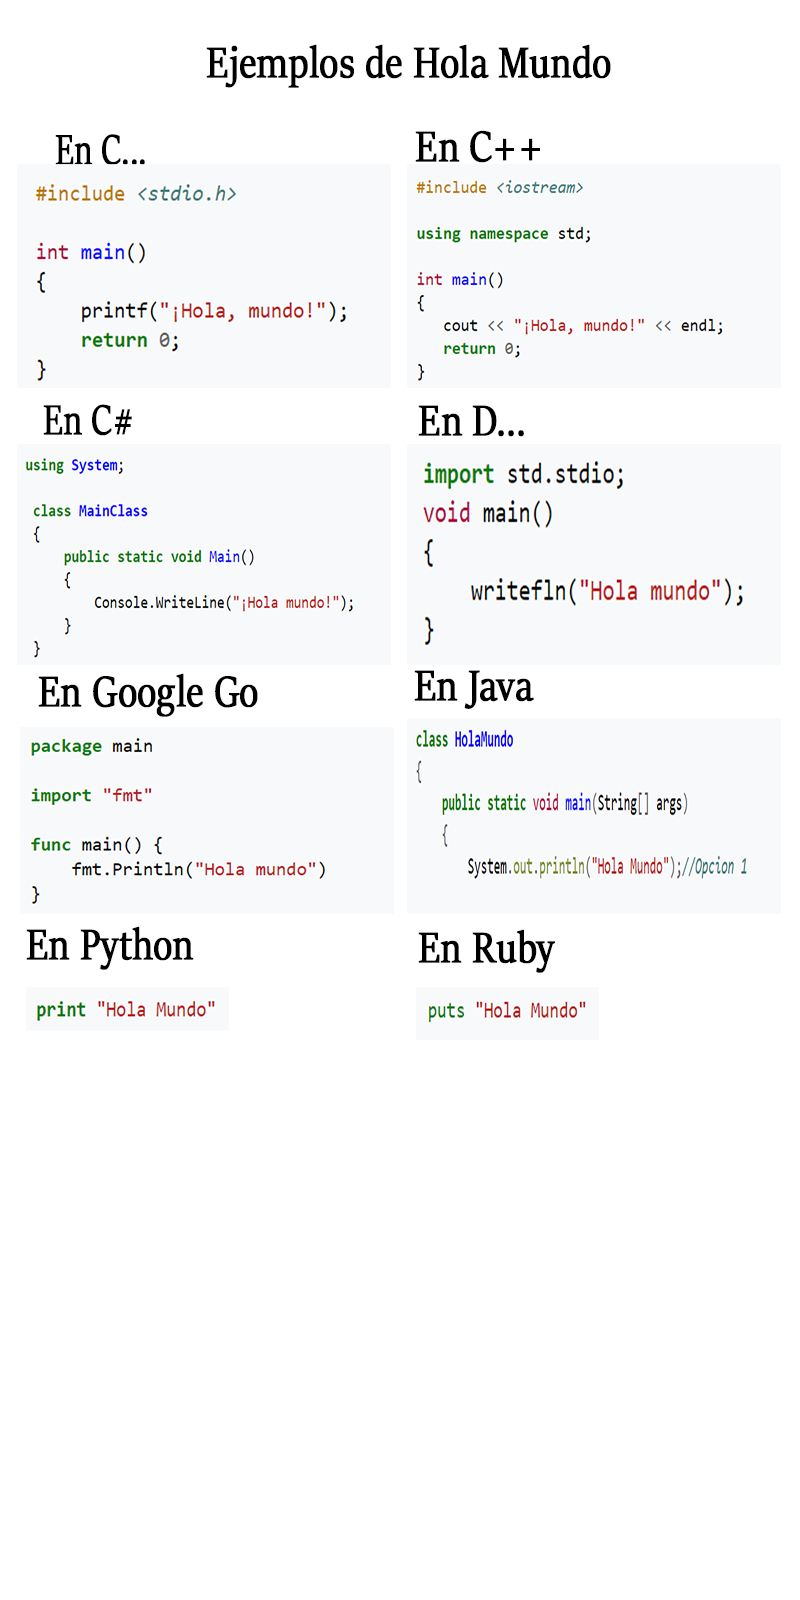 Ejemplos de Hola Mundo
En C...
#include <stdio.h>
int main()
{
    printf("¡Hola, mundo!");
    return 0;
}
En C++
#include <iostream>
using namespace std;
int main()
{
    cout << "¡Hola, mundo!" << endl;
    return 0;
}
En C#
using System;
class MainClass
{
    public static void Main()
    {
        Console.WriteLine("¡Hola mundo!");
    }
}
En D...
import std.stdio;
void main()
{
    writefln("Hola mundo");
}
En Google Go
package main
import "fmt"
func main() {
    fmt.Println("Hola mundo")
}
En Java
class HolaMundo
{
    public static void main(String[] args)
    {
        System.out.println("Hola Mundo");//Opcion 1
En Python
print "Hola Mundo"
En Ruby
puts "Hola Mundo"